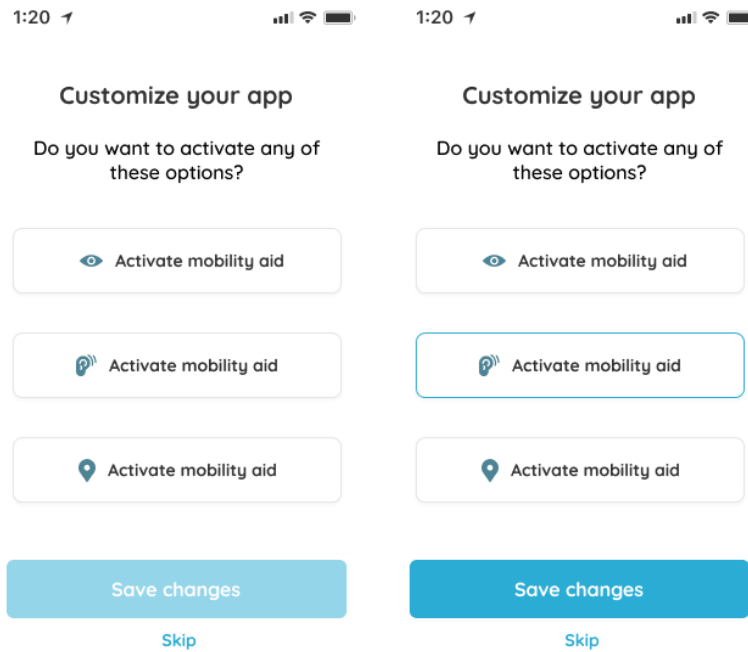 1:20
Customize your app
Do you want to activate any of
these options?
Activate mobility aid
Activate mobility aid
Activate mobility aid
Save changes
Skip
1:20
Customize your app
Do you want to activate any of
these options?
Activate mobility aid
Activate mobility aid
Activate mobility aid
Save changes
Skip